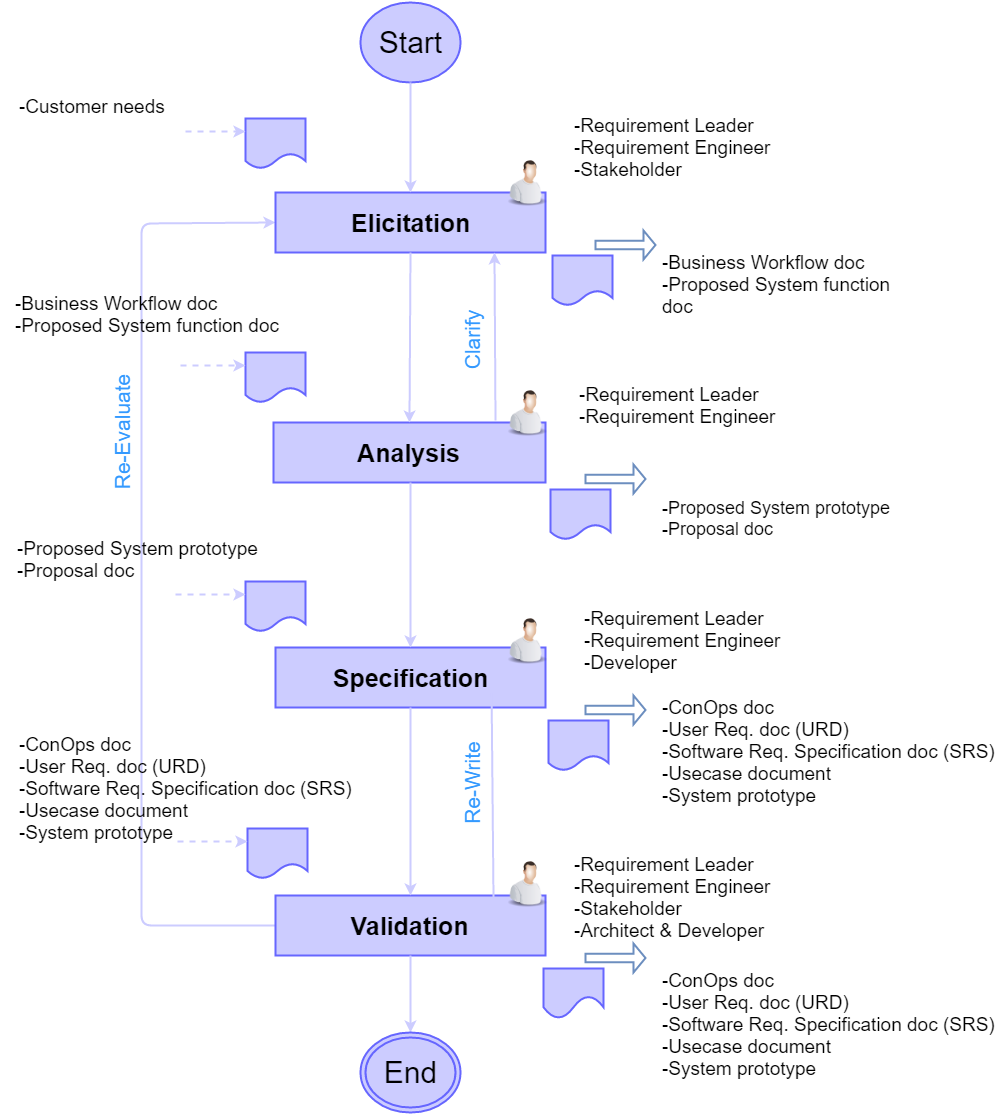 Start
-Customer needs
-Requirement Leader
-Requirement Engineer
-Stakeholder
Elicitation
-Business Workflow doc
-Proposed System function
doc
-Business Workflow doc
-Proposed System function doc
Clarify
Re-Evaluate
-Requirement Leader
-Requirement Engineer
Analysis
-Proposed System prototype
-Proposal doc
-Proposed System prototype
-Proposal doc
-Requirement Leader
-Requirement Engineer
-Developer
Specification
-ConOps doc
-User Req. doc (URD)
-Software Req. Specification doc (SRS)
-Usecase document
-System prototype
-ConOps doc
-User Req. doc (URD)
-Software Req. Specification doc (SRS)
-Usecase document
-System prototype
Re-Write
-Requirement Leader
-Requirement Engineer
-Stakeholder
-Architect & Developer
Validation
-ConOps doc
-User Req. doc (URD)
-Software Req. Specification doc (SRS)
-Usecase document
-System prototype
End